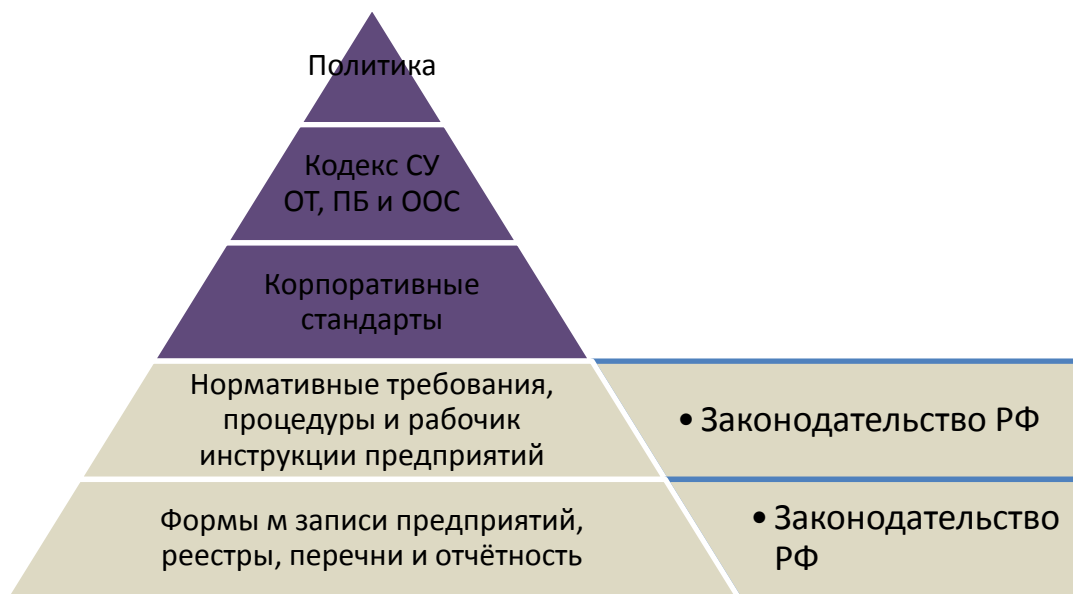 Политика
Кодекс СУ
ОТ, ПБ и ООС
Корпоративные
стандарты
Нормативные требования,
процедуры и рабочик
инструкции предприятий
• Законодательство РФ
Формы м записи предприятий,
реестры, перечни и отчётность
• Законодательство
РФ